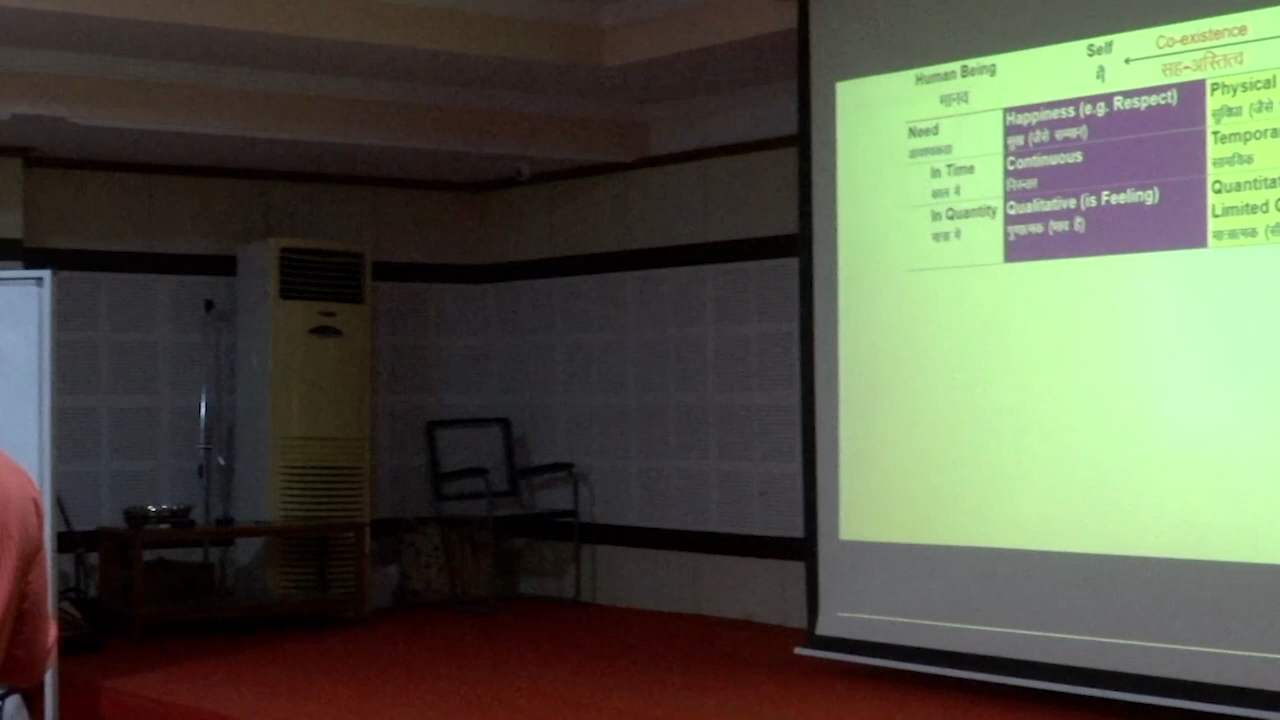 Human Being
मानव
Self
मैं
Co-existence
सह-अस्तित्व
Need
आवश्यकता
Happiness (e.g. Respect)
सुख (जैसे सम्मान)
Physical
सुविधा (जैसे
In Time
काल में
Continuous
निरन्तर
Tempora
सामयिक
In Quantity
मात्रा में
Qualitative (is Feeling)
गुणात्मक (भाव है)
Quantitat
Limited
मात्रात्मक